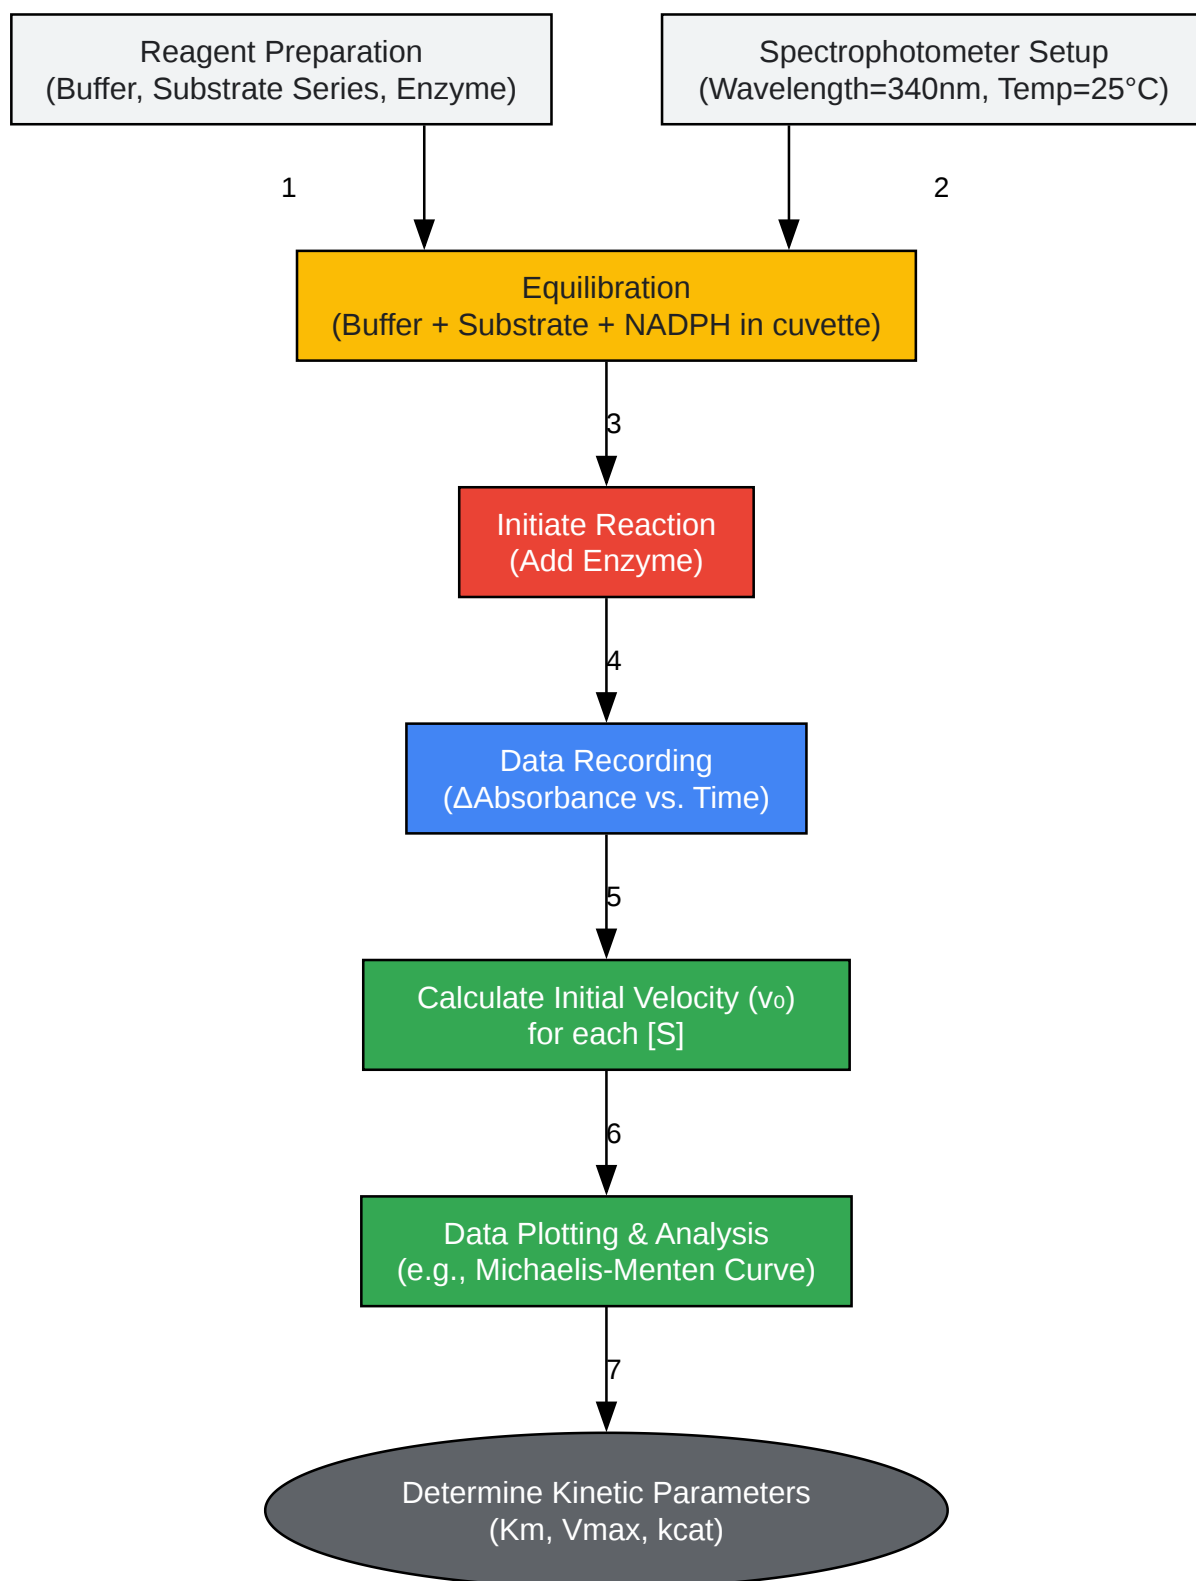 Reagent Preparation
(Buffer, Substrate Series, Enzyme)
Spectrophotometer Setup
(Wavelength=340nm, Temp=25°C)
1
2
Equilibration
(Buffer + Substrate + NADPH in cuvette)
3
Initiate Reaction
(Add Enzyme)
4
Data Recording
(ΔAbsorbance vs. Time)
5
Calculate Initial Velocity (v₀)
for each [S]
6
Data Plotting & Analysis
(e.g., Michaelis-Menten Curve)
7
Determine Kinetic Parameters
(Km, Vmax, kcat)